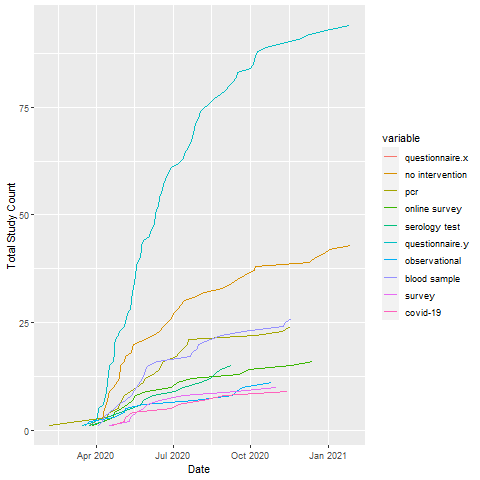 variable
questionnaire.x
no intervention
pcr
online survey
serology test
questionnaire.y
observational
blood sample
survey
covid-19
Total Study Count
75
50
25
0
Apr 2020 Jul 2020 Oct 2020 Jan 2021
Date